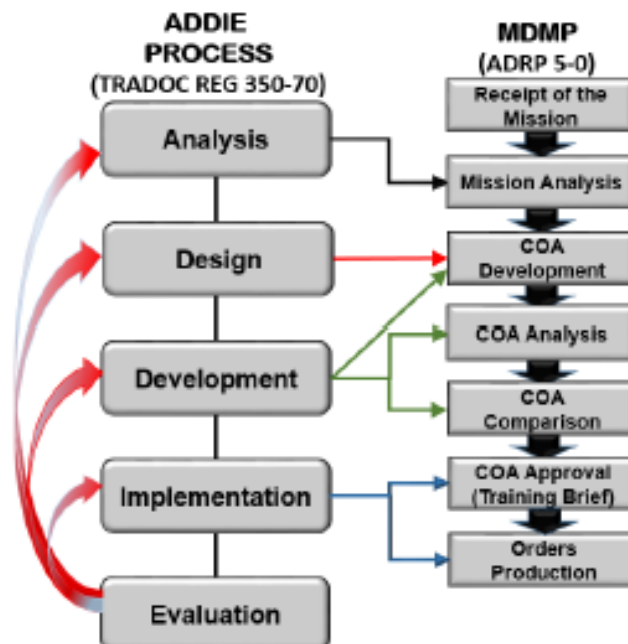 ADDIE
PROCESS
(TRADOC REG 350-70)
Analysis
Design
Development
Implementation
Evaluation
MDMP
(ADRP 5-0)
Receipt of the
Mission
Mission Analysis
COA
Development
COA Analysis
COA
Comparison
COA Approval
(Training Brief)
Orders
Production